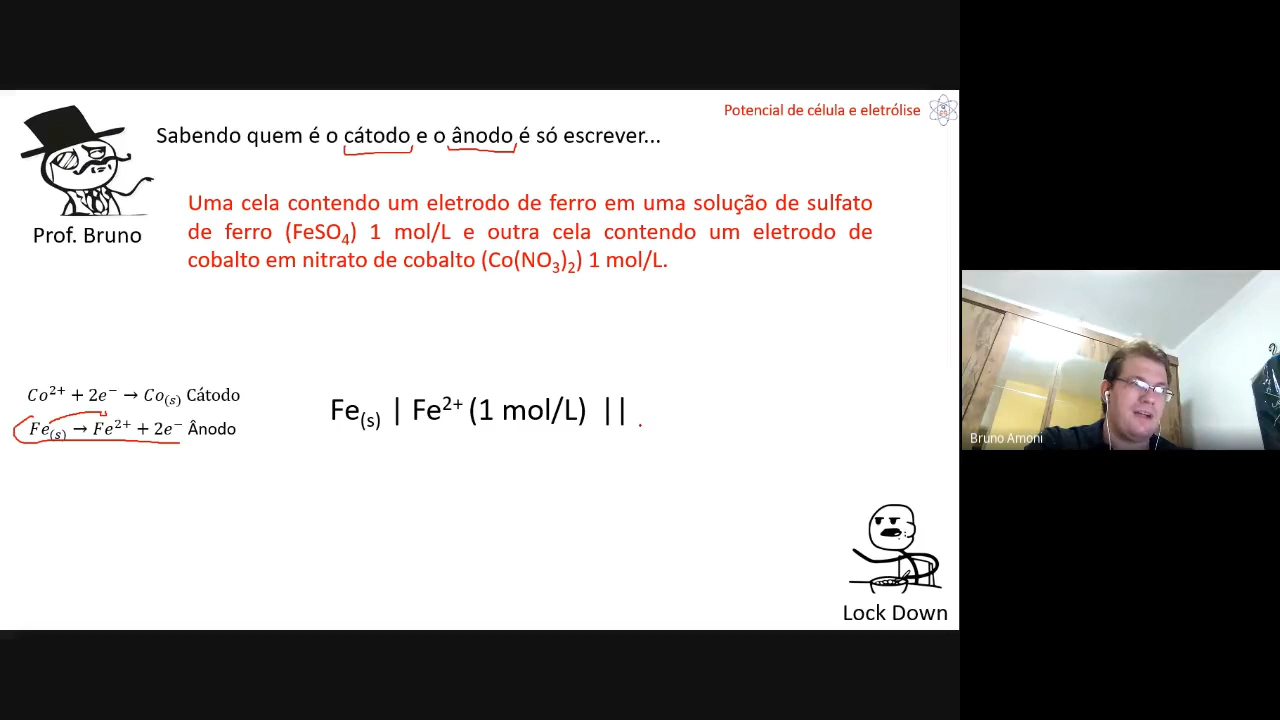 Potencial de célula e eletrólise
Sabendo quem é o cátodo e o ânodo é só escrever...
Prof. Bruno
Uma cela contendo um eletrodo de ferro em uma solução de sulfato
de ferro (FeSO₄) 1 mol/L e outra cela contendo um eletrodo de
cobalto em nitrato de cobalto (Co(NO₃)₂) 1 mol/L.
Co²⁺ + 2e⁻ → Co₍ₛ₎ Cátodo
Fe₍ₛ₎ → Fe²⁺ + 2e⁻ Ânodo
Fe₍ₛ₎ | Fe²⁺ (1 mol/L) ||
Bruno Amoni
Lock Down